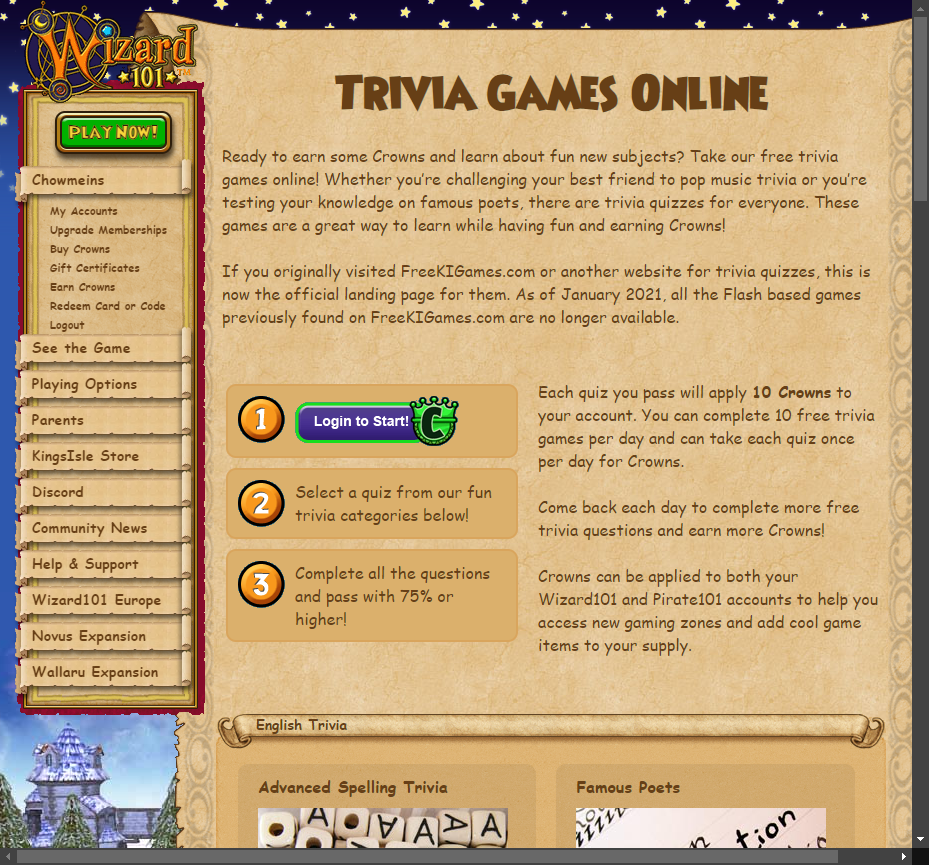 Wizard
101
TM
PLAY NOW!
Chowmeins
My Accounts
Upgrade Memberships
Buy Crowns
Gift Certificates
Earn Crowns
Redeem Card or Code
Logout
See the Game
Playing Options
Parents
KingsIsle Store
Discord
Community News
Help & Support
Wizard101 Europe
Novus Expansion
Wallaru Expansion
TRIVIA GAMES ONLINE
Ready to earn some Crowns and learn about fun new subjects? Take our free trivia
games online! Whether you're challenging your best friend to pop music trivia or you're
testing your knowledge on famous poets, there are trivia quizzes for everyone. These
games are a great way to learn while having fun and earning Crowns!
If you originally visited FreeKIGames.com or another website for trivia quizzes, this is
now the official landing page for them. As of January 2021, all the Flash based games
previously found on FreeKIGames.com are no longer available.
1
Login to Start!
C
2
Select a quiz from our fun
trivia categories below!
3
Complete all the questions
and pass with 75% or
higher!
Each quiz you pass will apply 10 Crowns to
your account. You can complete 10 free trivia
games per day and can take each quiz once
per day for Crowns.
Come back each day to complete more free
trivia questions and earn more Crowns!
Crowns can be applied to both your
Wizard101 and Pirate101 accounts to help you
access new gaming zones and add cool game
items to your supply.
English Trivia
Advanced Spelling Trivia
Famous Poets